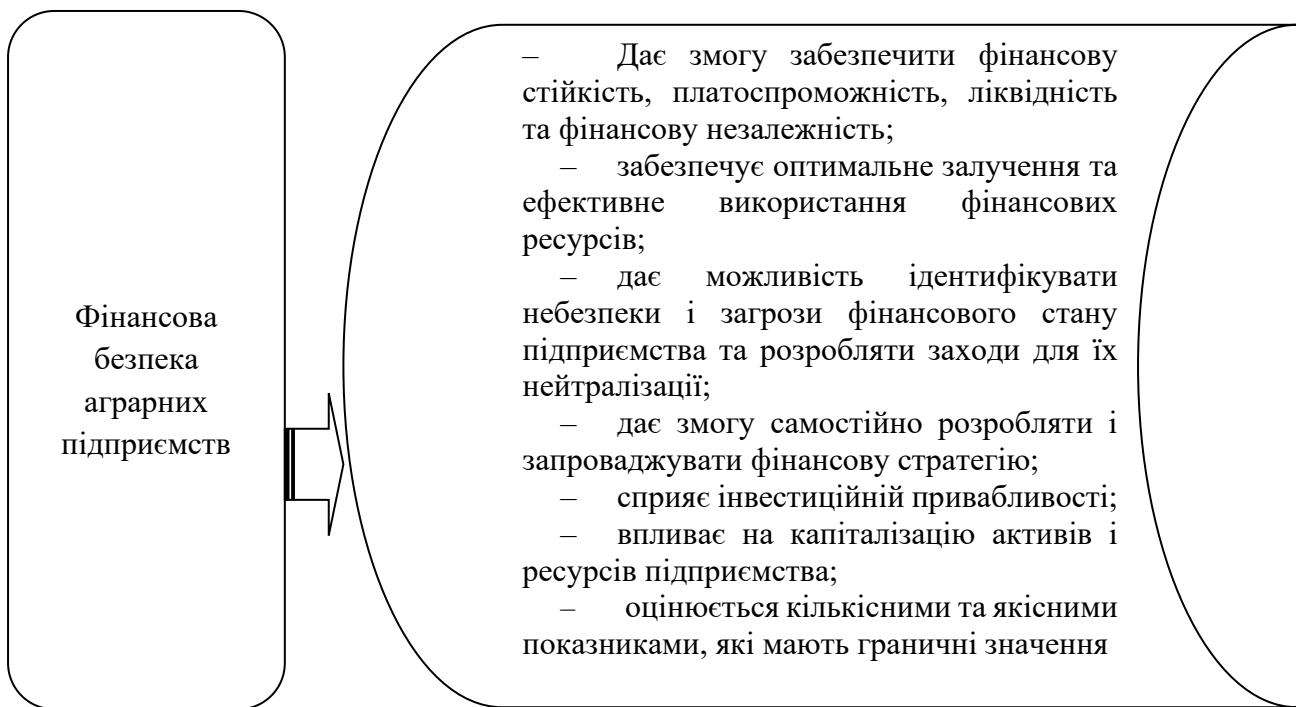 Фінансова
безпека
аграрних
підприємств
– Дає змогу забезпечити фінансову
стійкість, платоспроможність, ліквідність
та фінансову незалежність;
– забезпечує оптимальне залучення та
ефективне використання фінансових
ресурсів;
– дає можливість ідентифікувати
небезпеки і загрози фінансового стану
підприємства та розробляти заходи для їх
нейтралізації;
– дає змогу самостійно розробляти і
запроваджувати фінансову стратегію;
– сприяє інвестиційній привабливості;
– впливає на капіталізацію активів і
ресурсів підприємства;
– оцінюється кількісними та якісними
показниками, які мають граничні значення